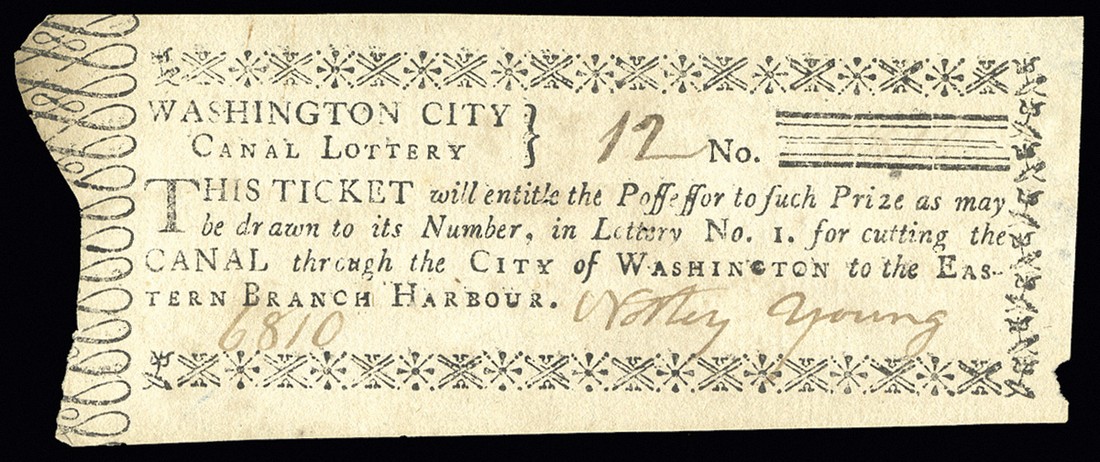 WASHINGTON CITY } 12 No.
CANAL LOTTERY
THIS TICKET will entitle the Poſſeſſor to ſuch Prize as may
be drawn to its Number, in Lottery No. 1. for cutting the
CANAL through the CITY of WASHINGTON to the EAS-
TERN BRANCH HARBOUR. Notley Young
6810